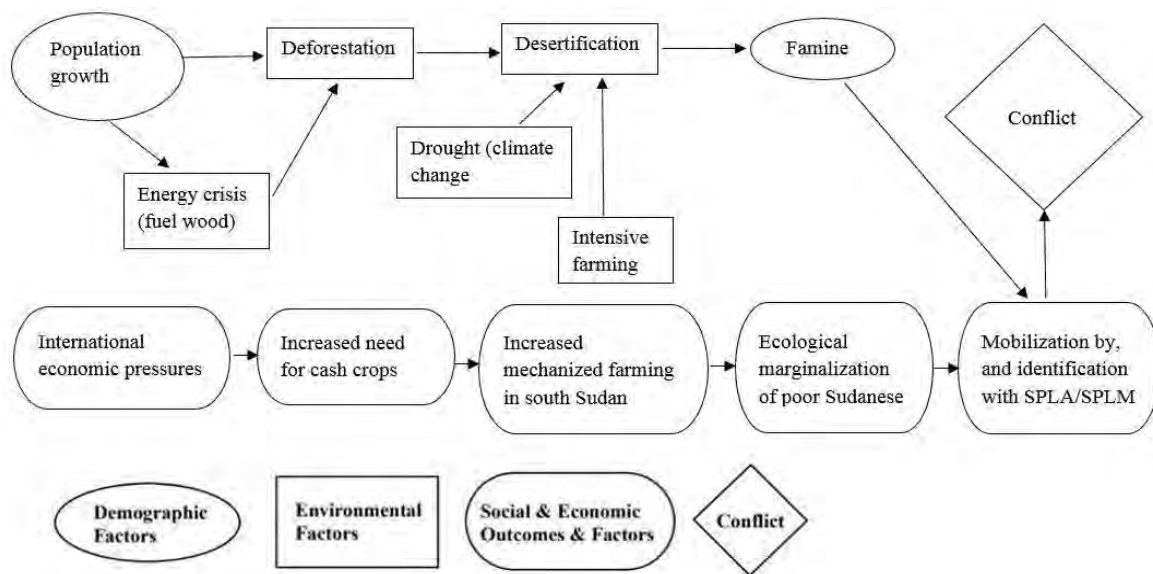 Population
growth
Deforestation
Desertification
Famine
Conflict
Energy crisis
(fuel wood)
Drought (climate
change
Intensive
farming
International
economic pressures
Increased need
for cash crops
Increased
mechanized farming
in south Sudan
Ecological
marginalization
of poor Sudanese
Mobilization by,
and identification
with SPLA/SPLM
Demographic
Factors
Environmental
Factors
Social & Economic
Outcomes & Factors
Conflict